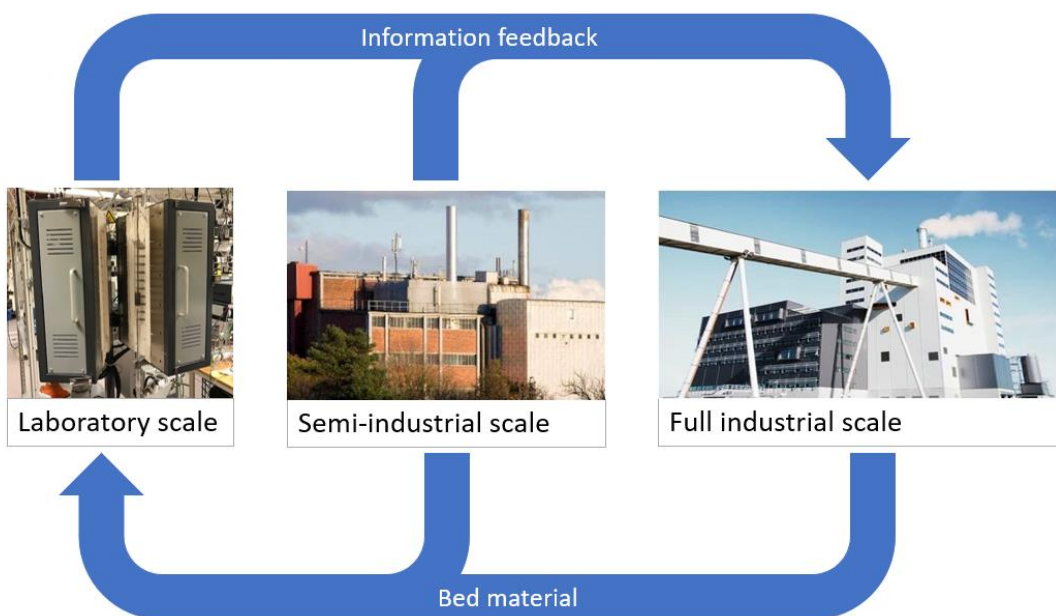 Information feedback
Laboratory scale
Semi-industrial scale
Full industrial scale
Bed material